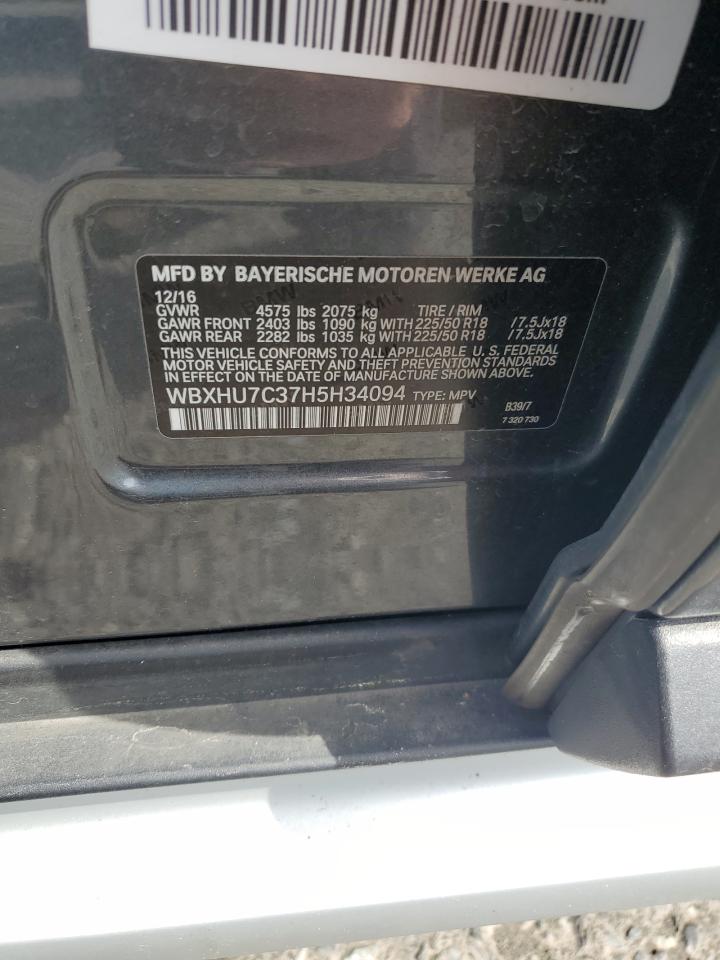 MFD BY BAYERISCHE MOTOREN WERKE AG
12/16
GVWR 4575 lbs 2075 kg TIRE / RIM
GAWR FRONT 2403 lbs 1090 kg WITH 225/50 R18 /7.5Jx18
GAWR REAR 2282 lbs 1035 kg WITH 225/50 R18 /7.5Jx18
THIS VEHICLE CONFORMS TO ALL APPLICABLE U. S. FEDERAL
MOTOR VEHICLE SAFETY, BUMPER AND THEFT PREVENTION STANDARDS
IN EFFECT ON THE DATE OF MANUFACTURE SHOWN ABOVE.
WBXHU7C37H5H34094 TYPE: MPV
B39/7
7 320 730